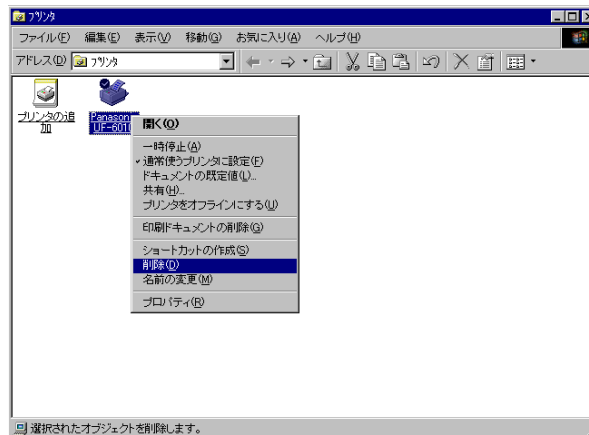 プリンタ
ファイル(F) 編集(E) 表示(V) 移動(G) お気に入り(A) ヘルプ(H)
アドレス(D) プリンタ
プリンタの追
加
Panason
UF-601
開く(O)
一時停止(A)
通常使うプリンタに設定(F)
ドキュメントの既定値(L)...
共有(H)...
プリンタをオフラインにする(U)
印刷ドキュメントの削除(G)
ショートカットの作成(S)
削除(D)
名前の変更(M)
プロパティ(R)
選択されたオブジェクトを削除します。